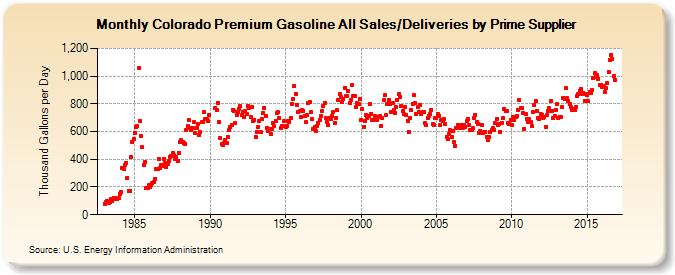 Monthly Colorado Premium Gasoline All Sales/Deliveries by Prime Supplier
Thousand Gallons per Day
1,200
1,000
800
600
400
200
0
1985 1990 1995 2000 2005 2010 2015
Source: U.S. Energy Information Administration